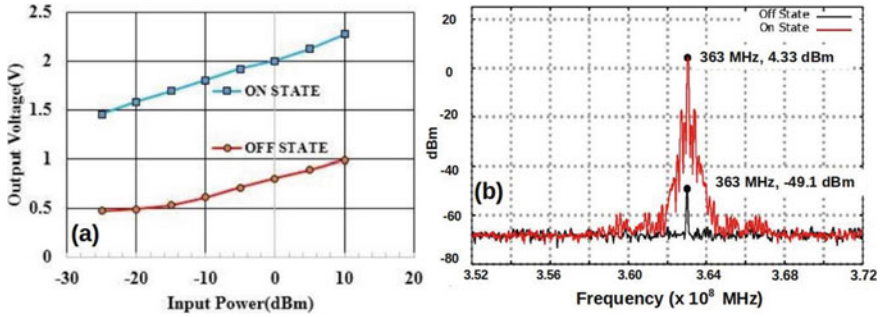 2.5
2
1.5
1
0.5
0
-30
-20
-10
0
10
20
Output Voltage(V)
Input Power(dBm)
ON STATE
OFF STATE
(a)
20
0
-20
-40
-60
-80
dBm
Off State
On State
363 MHz, 4.33 dBm
363 MHz, -49.1 dBm
(b)
3.52
3.60
3.64
3.68
3.72
Frequency (x 10⁸ MHz)